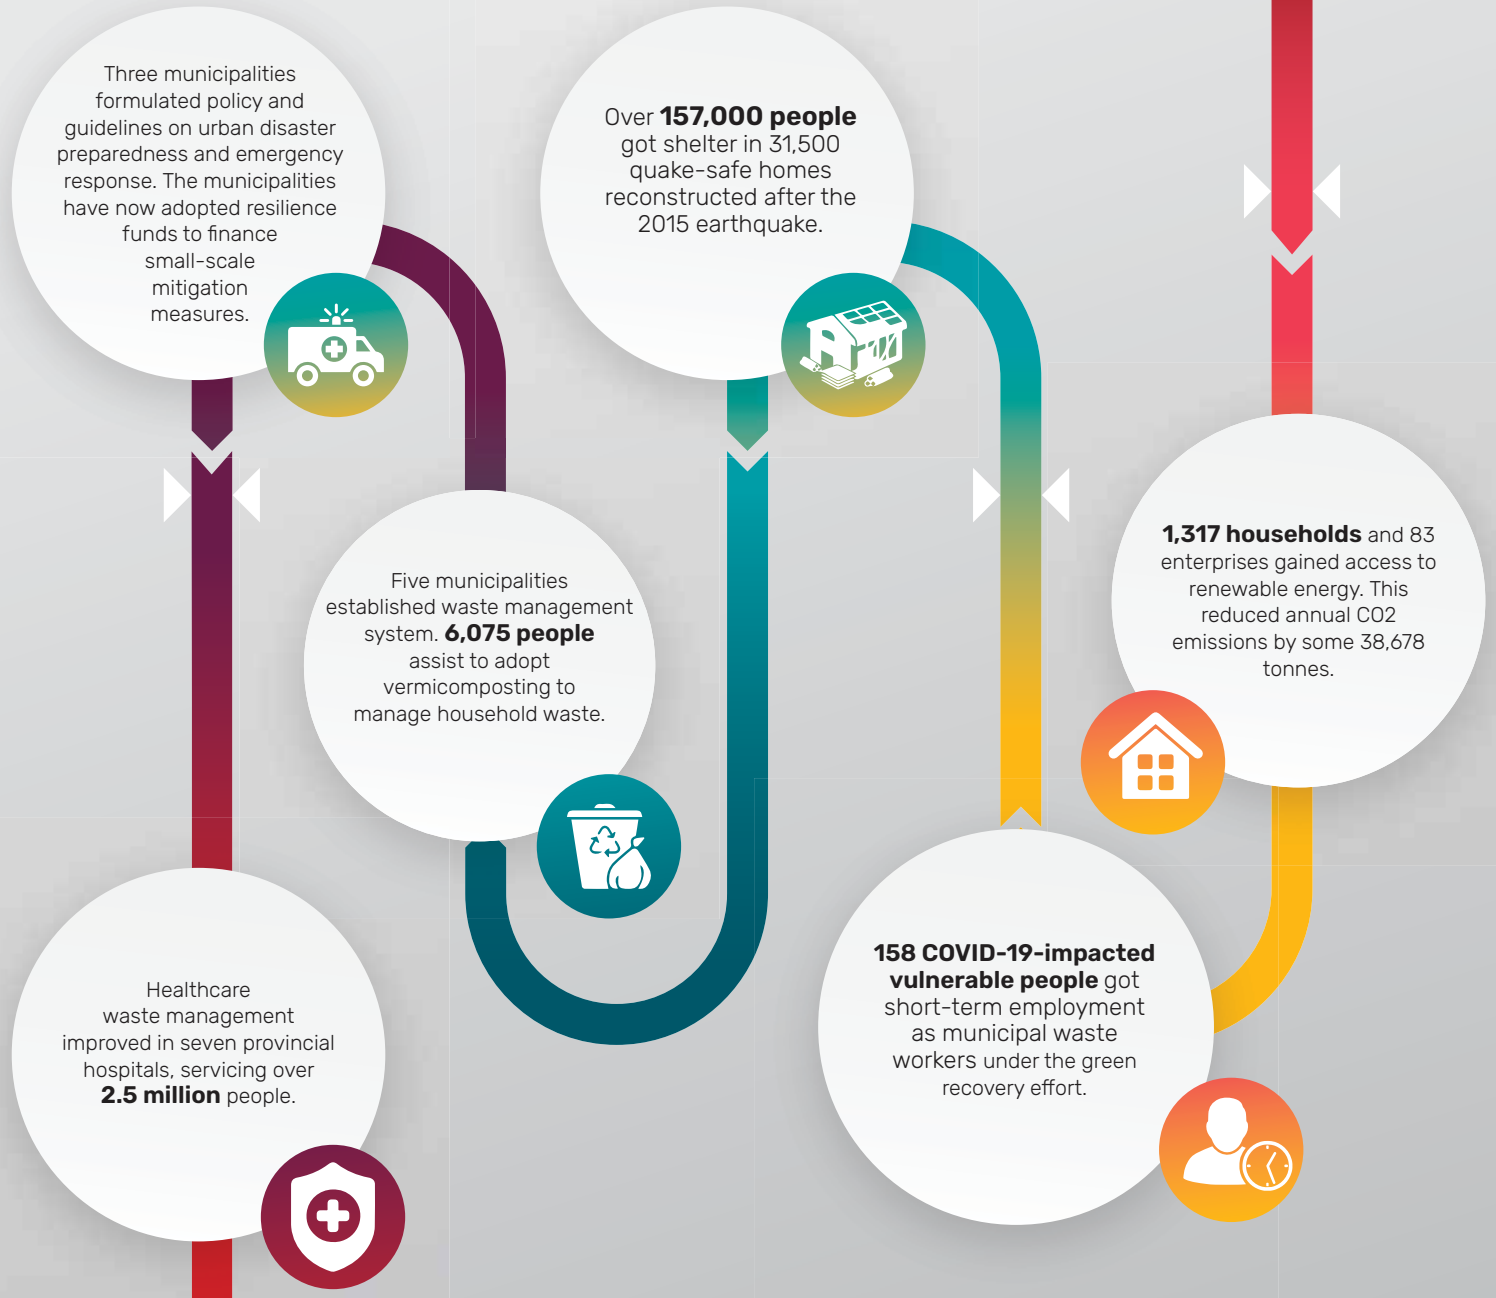 Three municipalities
formulated policy and
guidelines on urban disaster
preparedness and emergency
response. The municipalities
have now adopted resilience
funds to finance
small-scale
mitigation
measures.
Over 157,000 people
got shelter in 31,500
quake-safe homes
reconstructed after the
2015 earthquake.
1,317 households and 83
enterprises gained access to
renewable energy. This
reduced annual CO2
emissions by some 38,678
tonnes.
Five municipalities
established waste management
system. 6,075 people
assist to adopt
vermicomposting to
manage household waste.
158 COVID-19-impacted
vulnerable people got
short-term employment
as municipal waste
workers under the green
recovery effort.
Healthcare
waste management
improved in seven provincial
hospitals, servicing over
2.5 million people.